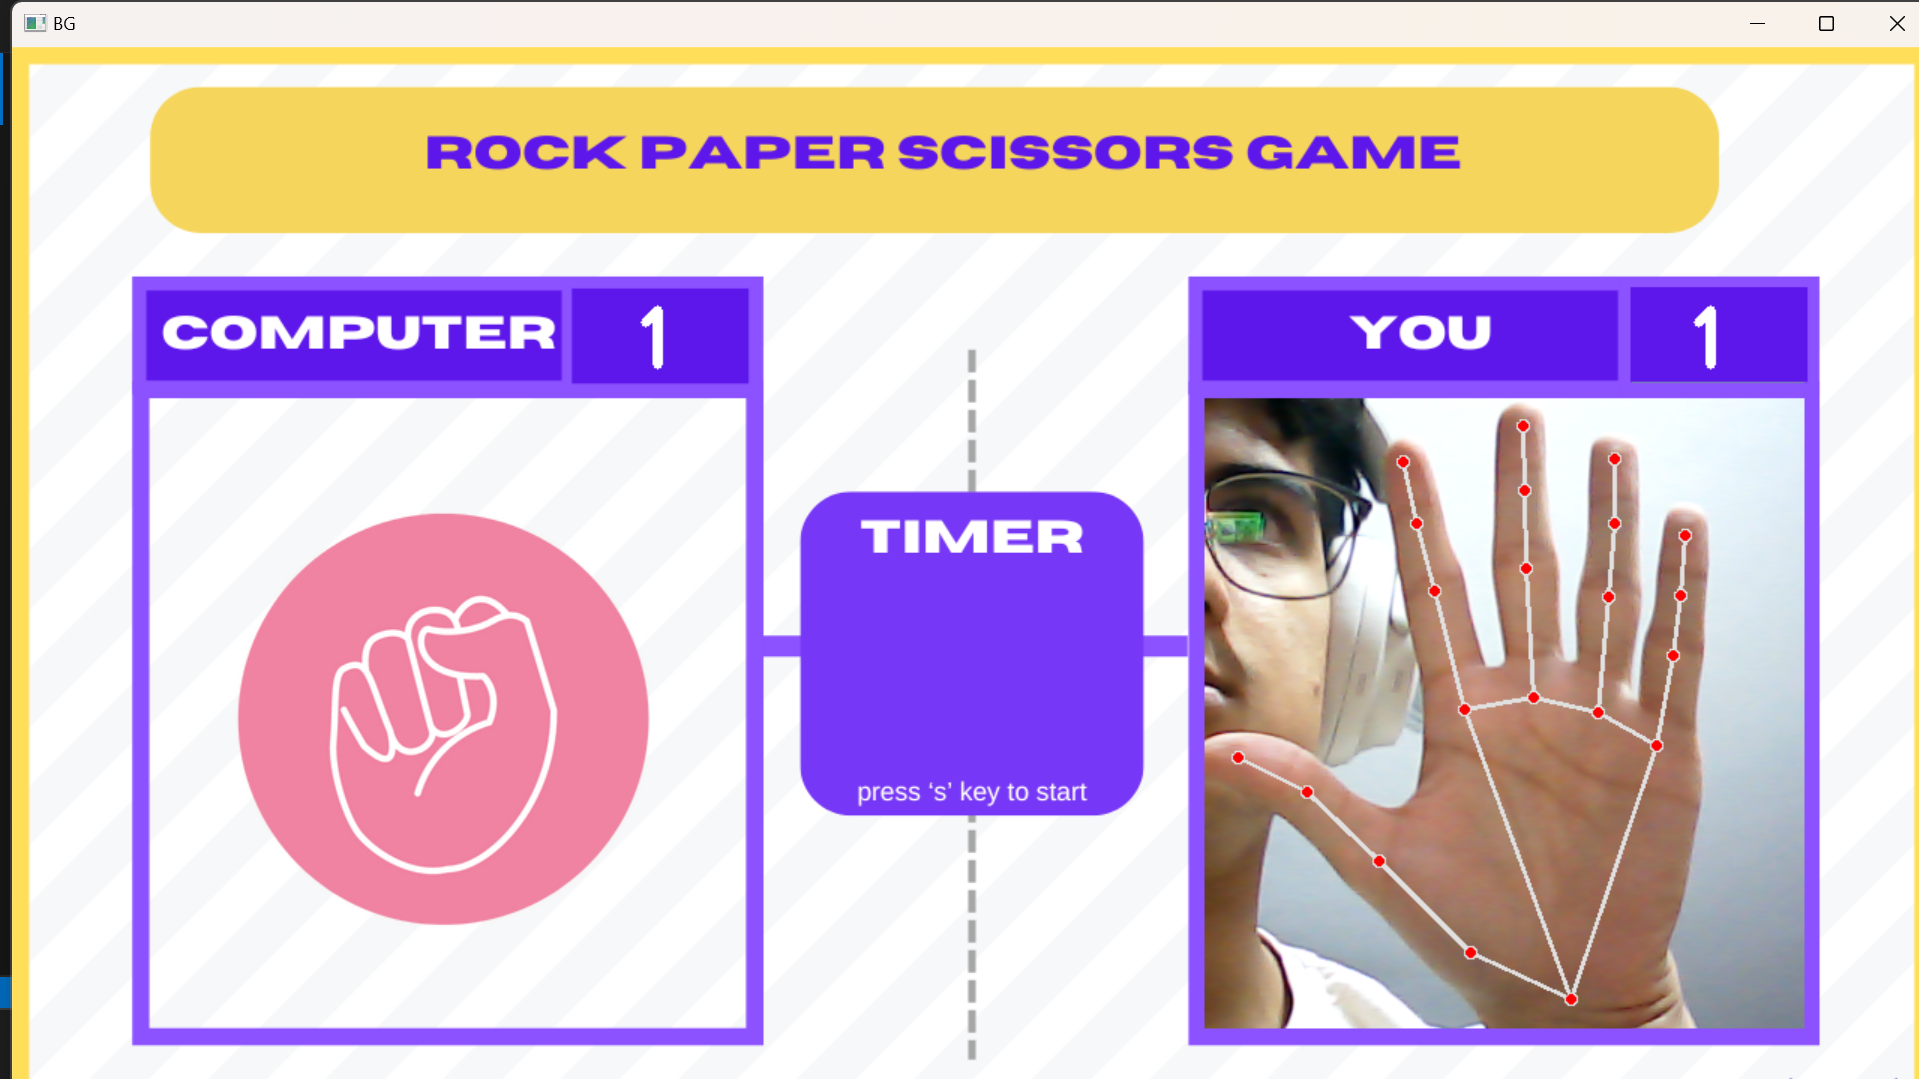 BG
ROCK PAPER SCISSORS GAME
COMPUTER 1
YOU 1
TIMER
press ‘s’ key to start